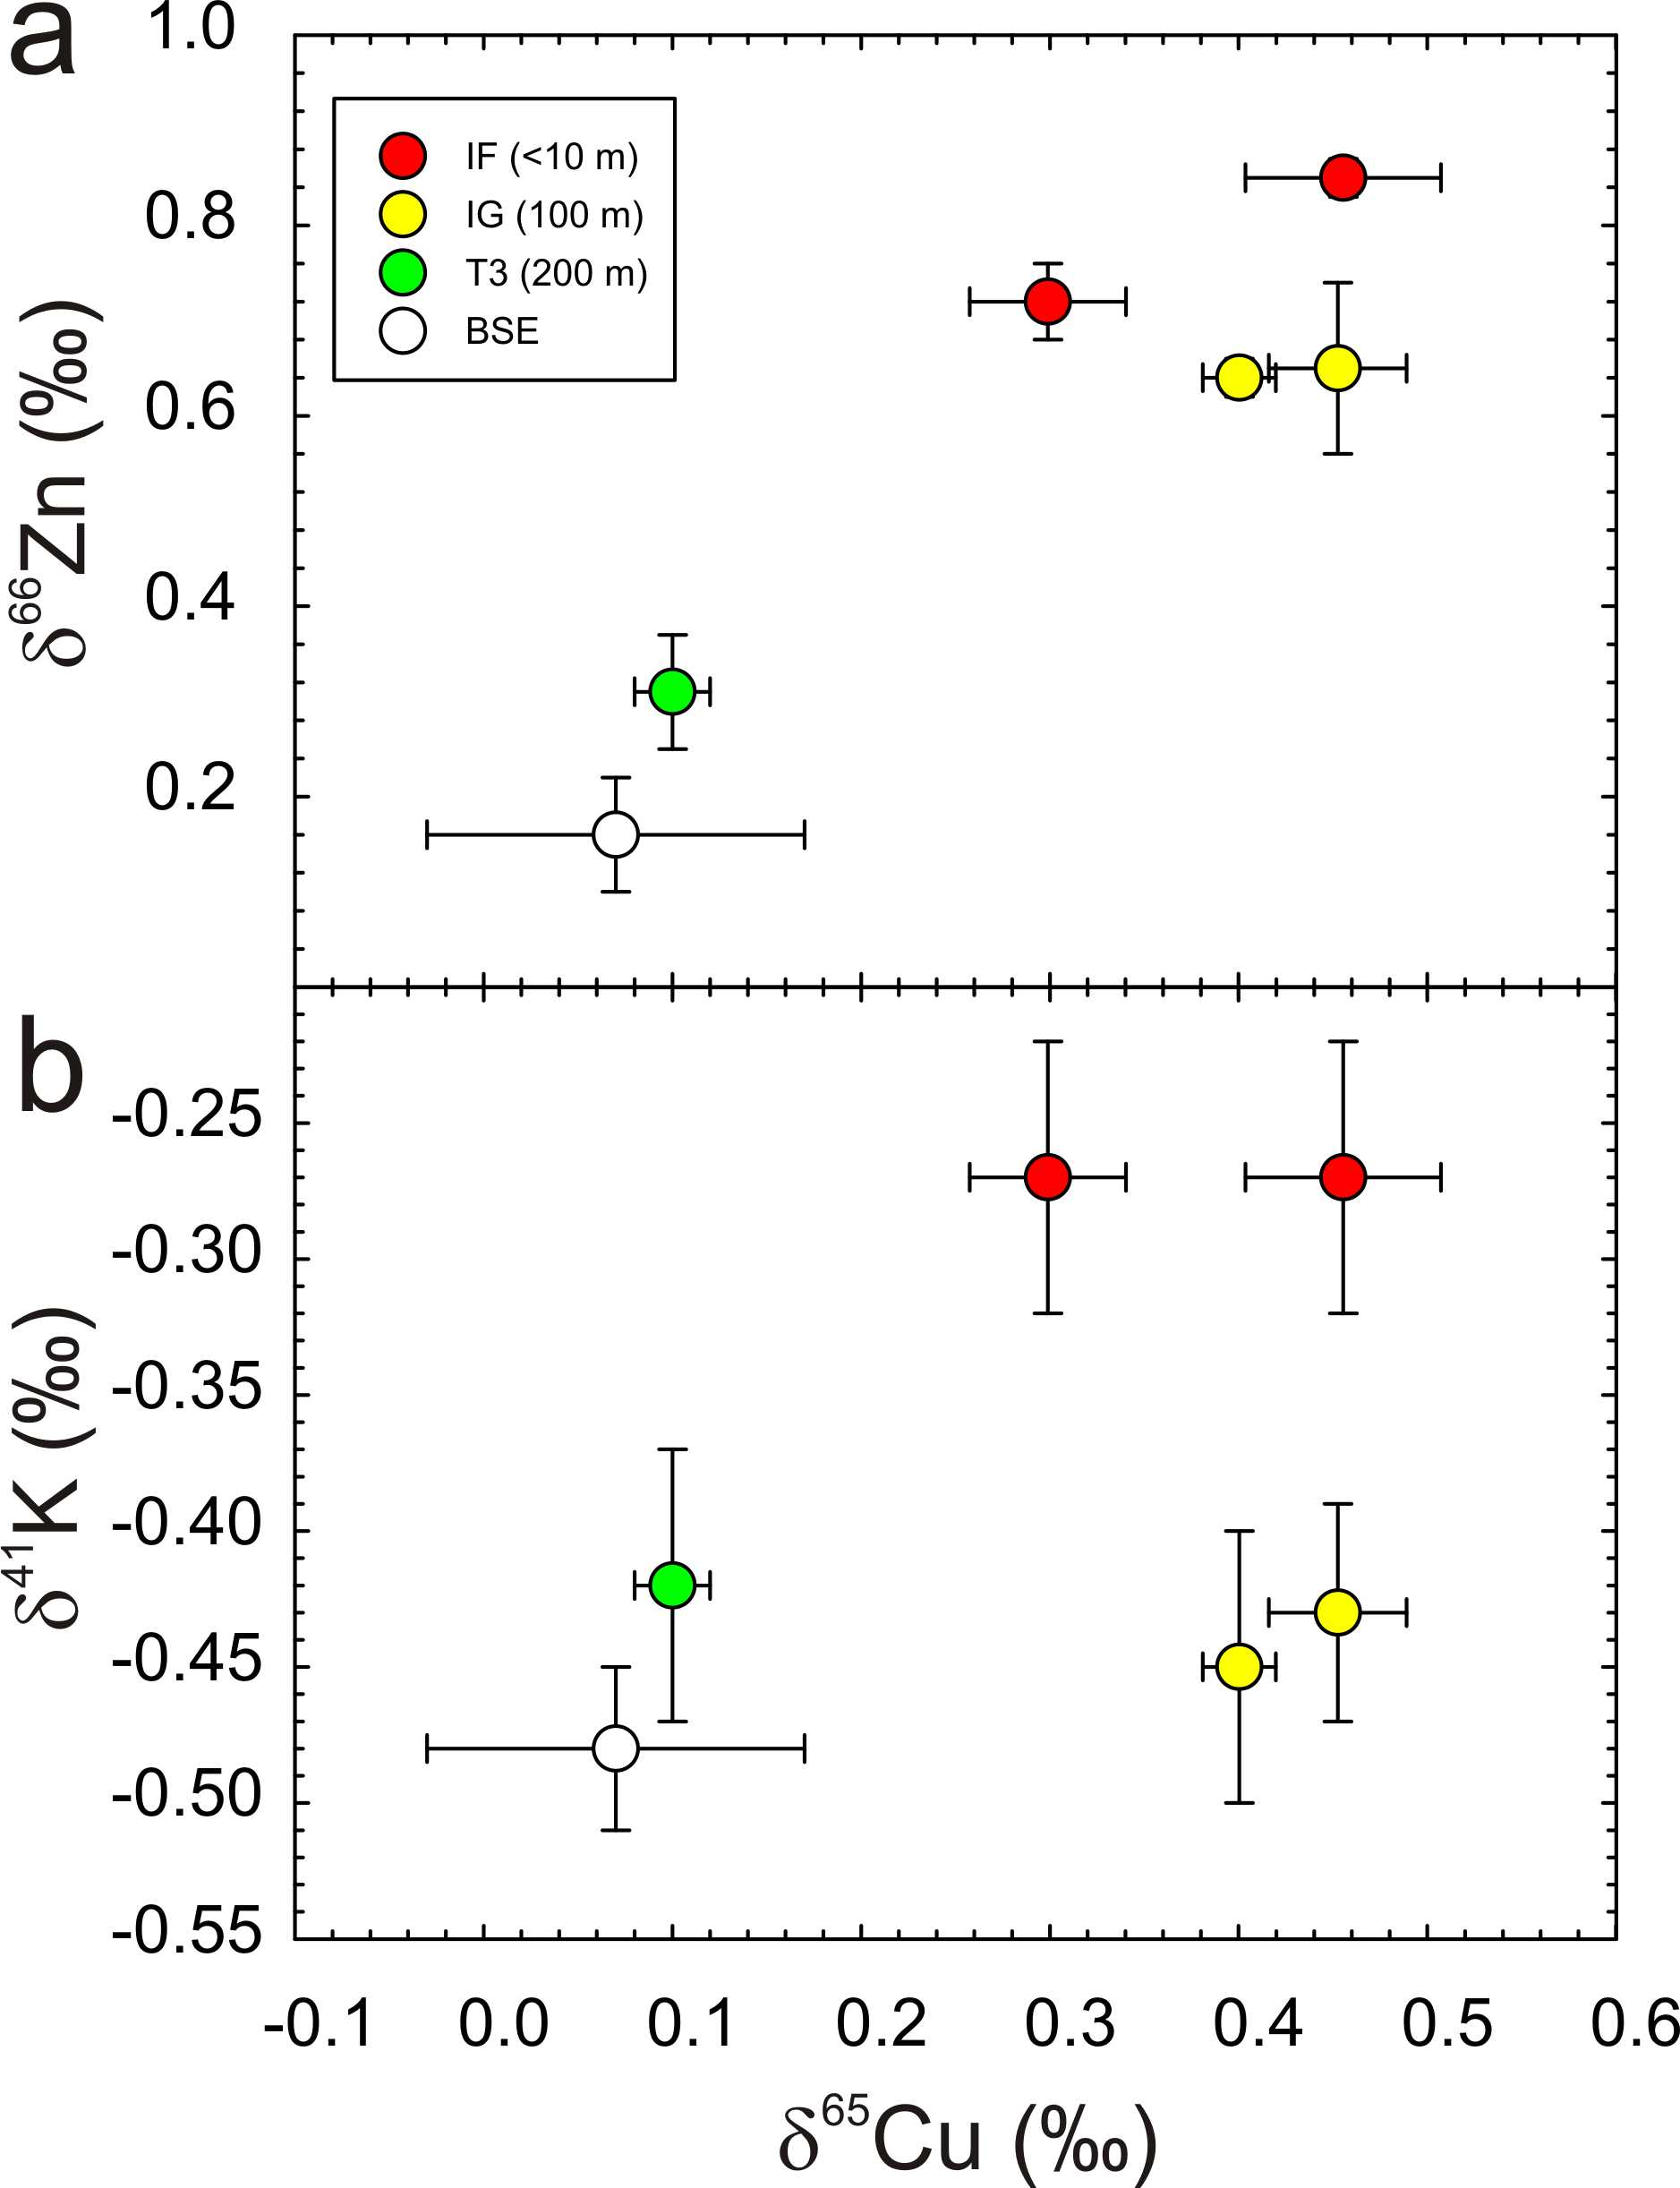 a
1.0
0.8
0.6
0.4
0.2
δ⁶⁶Zn (‰)
IF (<10 m)
IG (100 m)
T3 (200 m)
BSE
b
-0.25
-0.30
-0.35
-0.40
-0.45
-0.50
-0.55
δ⁴¹K (‰)
-0.1 0.0 0.1 0.2 0.3 0.4 0.5 0.6
δ⁶⁵Cu (‰)